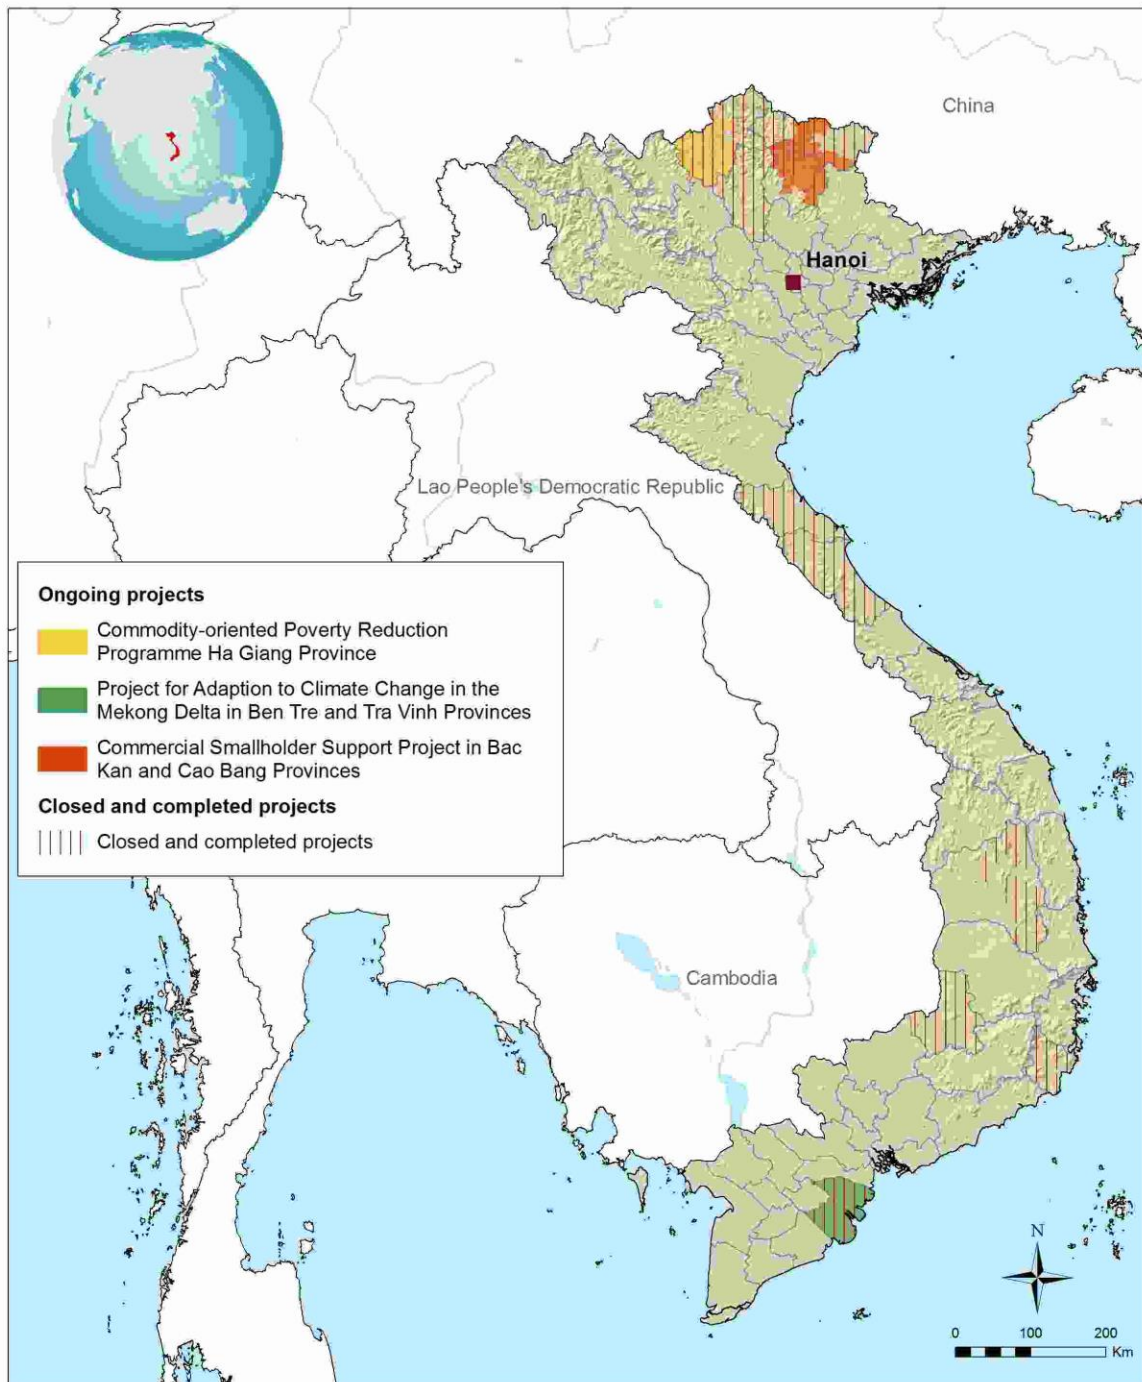 China
Hanoi
Lao People's Democratic Republic
Ongoing projects
Commodity-oriented Poverty Reduction
Programme Ha Giang Province
Project for Adaption to Climate Change in the
Mekong Delta in Ben Tre and Tra Vinh Provinces
Commercial Smallholder Support Project in Bac
Kan and Cao Bang Provinces
Closed and completed projects
Closed and completed projects
Cambodia
N
0 100 200
Km